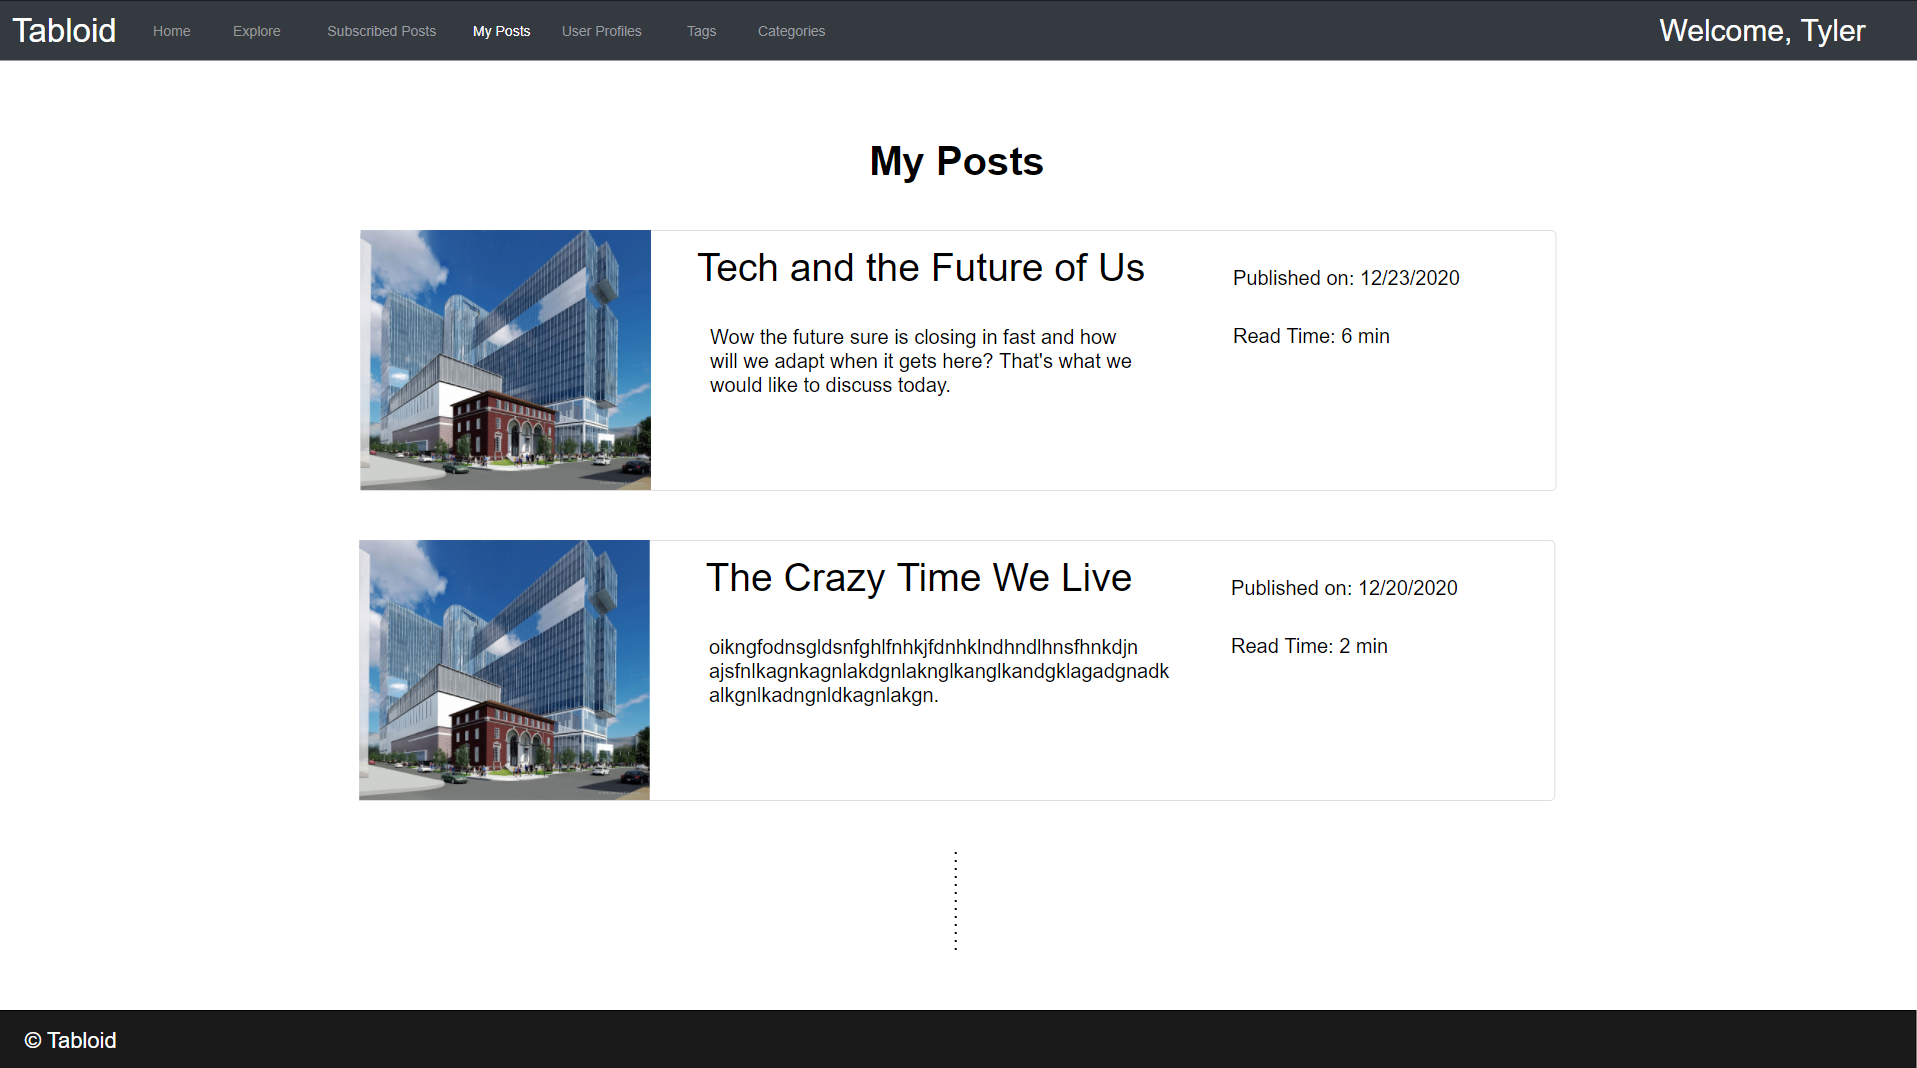 Tabloid Home Explore Subscribed Posts My Posts User Profiles Tags Categories Welcome, Tyler
My Posts
Tech and the Future of Us
Published on: 12/23/2020
Wow the future sure is closing in fast and how
will we adapt when it gets here? That's what we
would like to discuss today.
Read Time: 6 min
The Crazy Time We Live
Published on: 12/20/2020
oikngfodnsgldsnfghlfnhkjfdnhklndhndlhnsfhnkdjn
ajsfnlkagnkagnlakdgnlaknglkanglkandgklagadgnadk
alkgnlkadngnldkagnlakgn.
Read Time: 2 min
© Tabloid